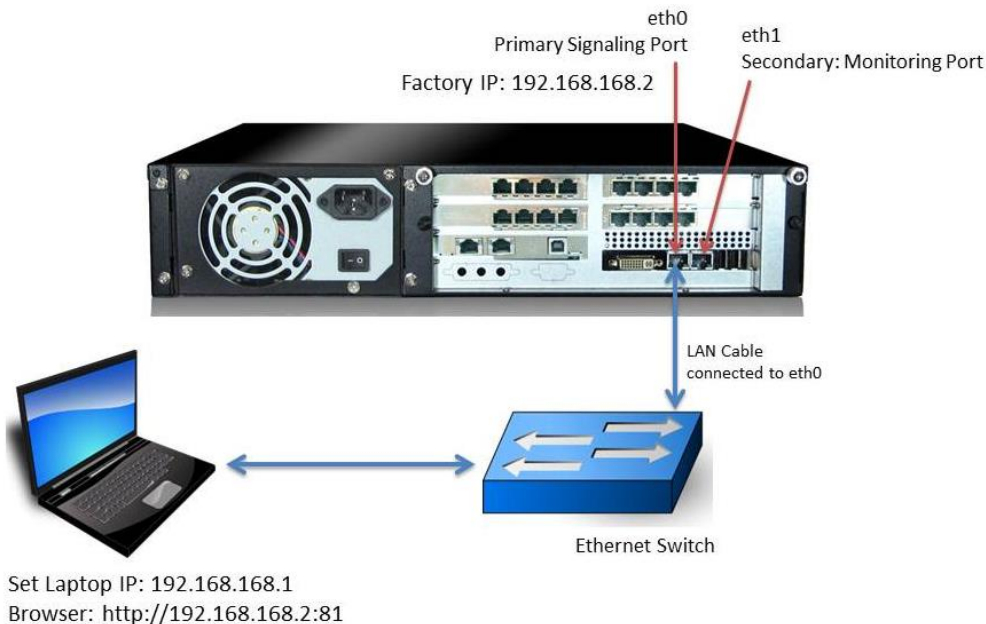 eth0
Primary Signaling Port
eth1
Secondary: Monitoring Port
Factory IP: 192.168.168.2
LAN Cable
connected to eth0
Ethernet Switch
Set Laptop IP: 192.168.168.1
Browser: http://192.168.168.2:81